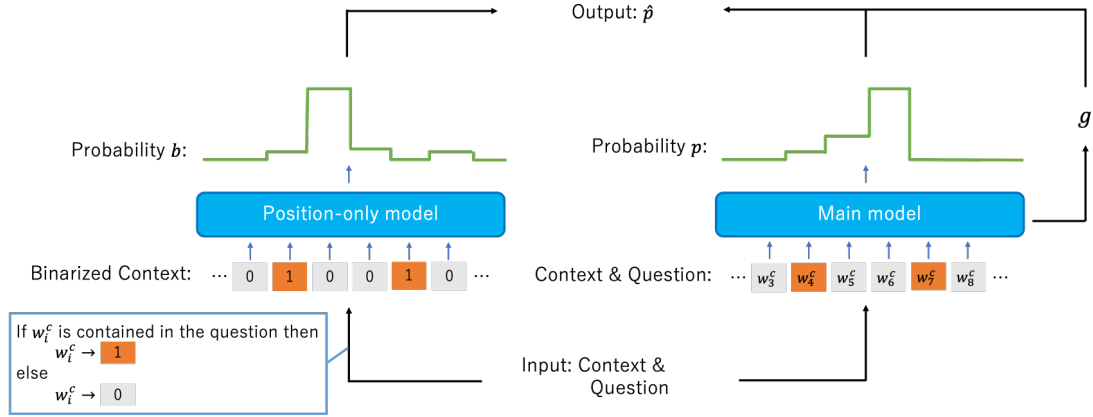 Output: p̂
g
Probability b:
Probability p:
Position-only model
Main model
Binarized Context: ··· 0 1 0 0 1 0 ···
Context & Question: ··· w₃ᶜ w₄ᶜ w₅ᶜ w₆ᶜ w₇ᶜ w₈ᶜ ···
If wᵢᶜ is contained in the question then
wᵢᶜ → 1
else
wᵢᶜ → 0
Input: Context &
Question